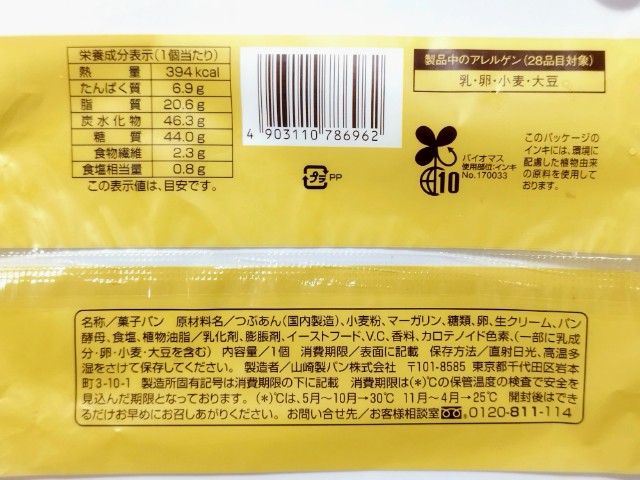 栄養成分表示(1個当たり)
熱量 394kcal
たんぱく質 6.9g
脂質 20.6g
炭水化物 46.3g
糖質 44.0g
食物繊維 2.3g
食塩相当量 0.8g
この表示値は、目安です。
4 903110 786962
プラ PP
製品中のアレルゲン(28品目対象)
乳・卵・小麦・大豆
バイオマス
使用部位:インキ
No.170033
10
このパッケージの
インキには、環境に
配慮した植物由来
の原料を使用して
おります。
名称/菓子パン 原材料名/つぶあん(国内製造)、小麦粉、マーガリン、糖類、卵、生クリーム、パン
酵母、食塩、植物油脂/乳化剤、膨脹剤、イーストフード、V.C、香料、カロテノイド色素、(一部に乳成
分・卵・小麦・大豆を含む) 内容量/1個 消費期限/表面に記載 保存方法/直射日光、高温多
湿をさけて保存してください。 製造者/山崎製パン株式会社 〒101-8585 東京都千代田区岩本
町3-10-1 製造所固有記号は消費期限の下に記載 消費期限は(*)℃の保管温度の検査で安全を
見込んだ期限となっております。(*)℃は、5月〜10月→30℃ 11月〜4月→25℃ 開封後はでき
るだけお早めにお召しあがりください。 お問い合せ先/お客様相談室 0120-811-114